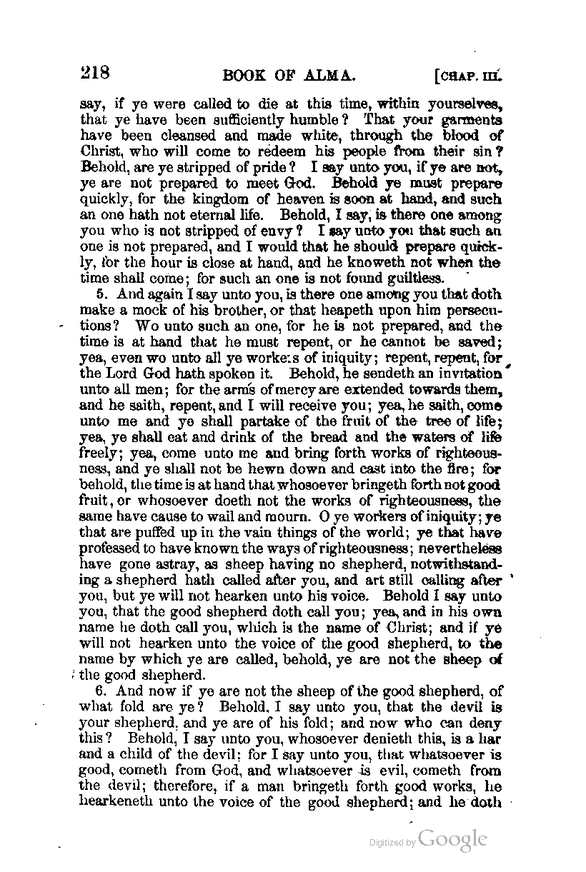 218 BOOK OF ALMA. [CHAP. III.
say, if ye were called to die at this time, within yourselves,
that ye have been sufficiently humble? That your garments
have been cleansed and made white, through the blood of
Christ, who will come to redeem his people from their sin?
Behold, are ye stripped of pride? I say unto you, if ye are not,
ye are not prepared to meet God. Behold ye must prepare
quickly, for the kingdom of heaven is soon at hand, and such
an one hath not eternal life. Behold, I say, is there one among
you who is not stripped of envy? I say unto you that such an
one is not prepared, and I would that he should prepare quick-
ly, for the hour is close at hand, and he knoweth not when the
time shall come; for such an one is not found guiltless.
5. And again I say unto you, is there one among you that doth
make a mock of his brother, or that heapeth upon him persecu-
tions? Wo unto such an one, for he is not prepared, and the
time is at hand that he must repent, or he cannot be saved;
yea, even wo unto all ye workers of iniquity; repent, repent, for
the Lord God hath spoken it. Behold, he sendeth an invitation
unto all men; for the arms of mercy are extended towards them,
and he saith, repent, and I will receive you; yea, he saith, come
unto me and ye shall partake of the fruit of the tree of life;
yea, ye shall eat and drink of the bread and the waters of life
freely; yea, come unto me and bring forth works of righteous-
ness, and ye shall not be hewn down and cast into the fire; for
behold, the time is at hand that whosoever bringeth forth not good
fruit, or whosoever doeth not the works of righteousness, the
same have cause to wail and mourn. O ye workers of iniquity; ye
that are puffed up in the vain things of the world; ye that have
professed to have known the ways of righteousness; nevertheless
have gone astray, as sheep having no shepherd, notwithstand-
ing a shepherd hath called after you, and art still calling after
you, but ye will not hearken unto his voice. Behold I say unto
you, that the good shepherd doth call you; yea, and in his own
name he doth call you, which is the name of Christ; and if ye
will not hearken unto the voice of the good shepherd, to the
name by which ye are called, behold, ye are not the sheep of
the good shepherd.
6. And now if ye are not the sheep of the good shepherd, of
what fold are ye? Behold, I say unto you, that the devil is
your shepherd, and ye are of his fold; and now who can deny
this? Behold, I say unto you, whosoever denieth this, is a liar
and a child of the devil; for I say unto you, that whatsoever is
good, cometh from God, and whatsoever is evil, cometh from
the devil; therefore, if a man bringeth forth good works, he
hearkeneth unto the voice of the good shepherd; and he doth
Digitized by Google